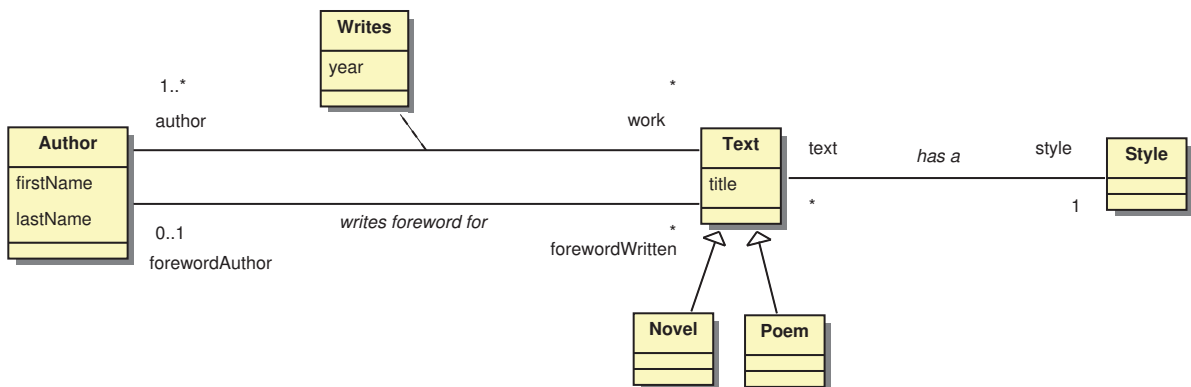 Writes
year
1..*
*
author
work
Author
firstName
lastName
Text
title
text
has a
style
Style
*
1
writes foreword for
0..1
*
forewordAuthor
forewordWritten
Novel
Poem